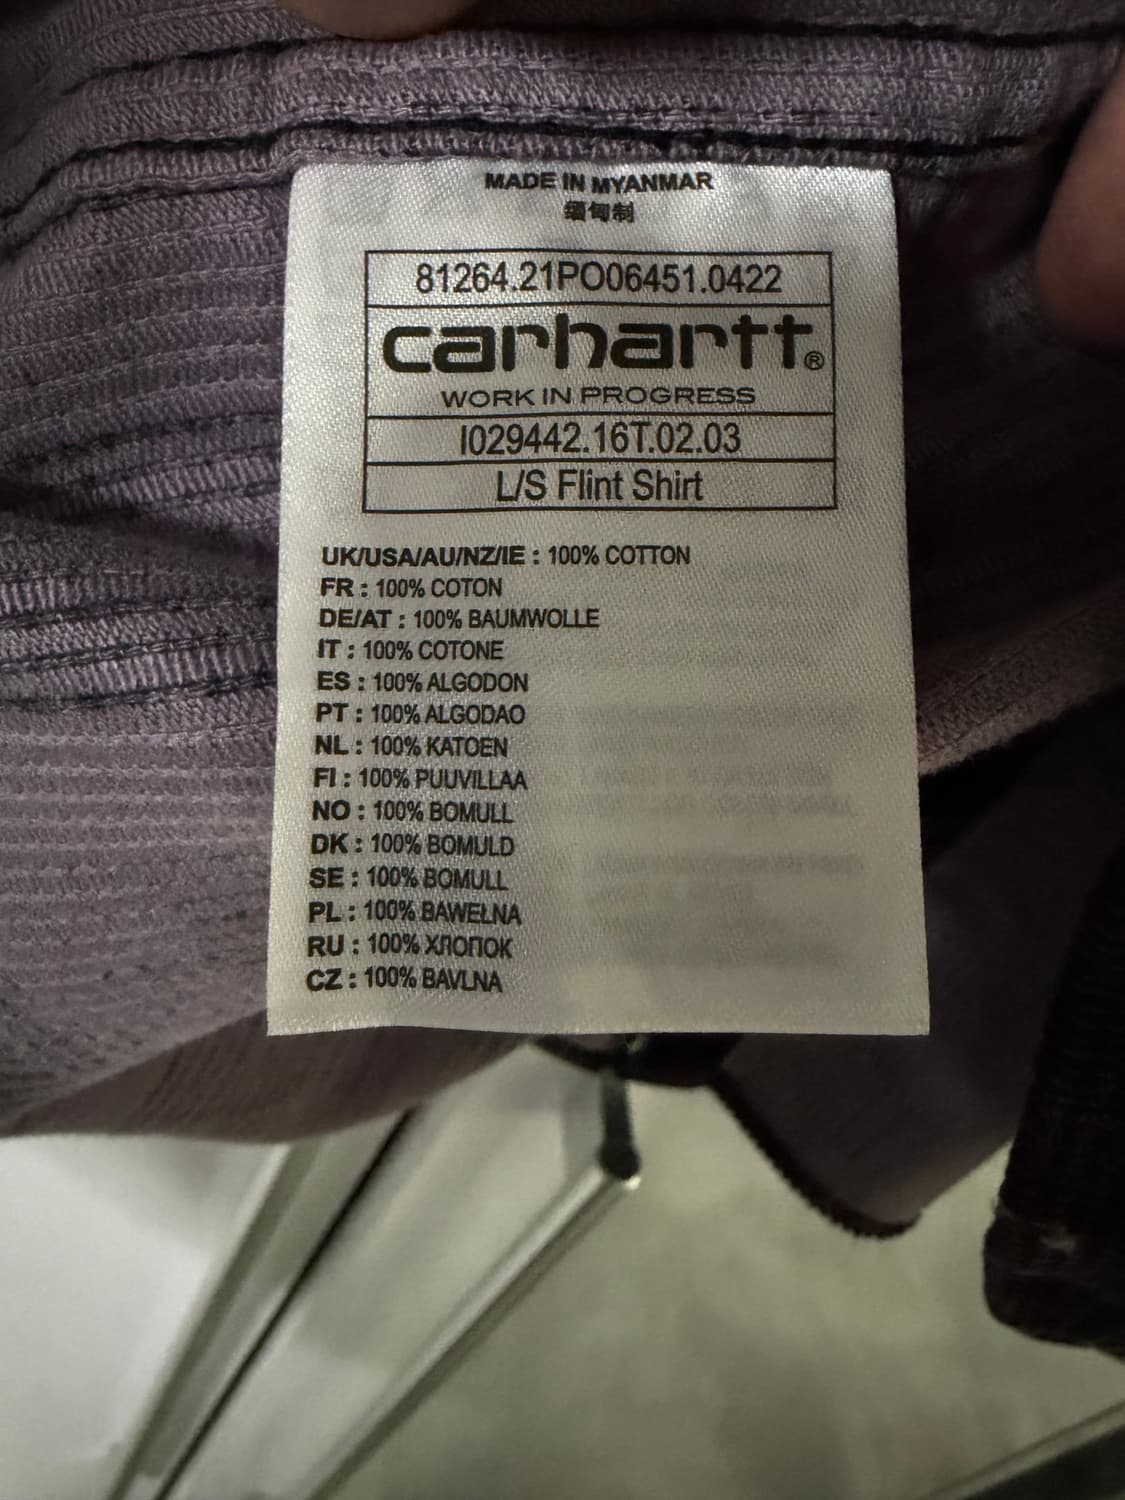 MADE IN MYANMAR
缅甸制
81264.21PO06451.0422
carhartt®
WORK IN PROGRESS
I029442.16T.02.03
L/S Flint Shirt
UK/USA/AU/NZ/IE : 100% COTTON
FR : 100% COTON
DE/AT : 100% BAUMWOLLE
IT : 100% COTONE
ES : 100% ALGODON
PT : 100% ALGODAO
NL : 100% KATOEN
FI : 100% PUUVILLAA
NO : 100% BOMULL
DK : 100% BOMULD
SE : 100% BOMULL
PL : 100% BAWEŁNA
RU : 100% ХЛОПОК
CZ : 100% BAVLNA